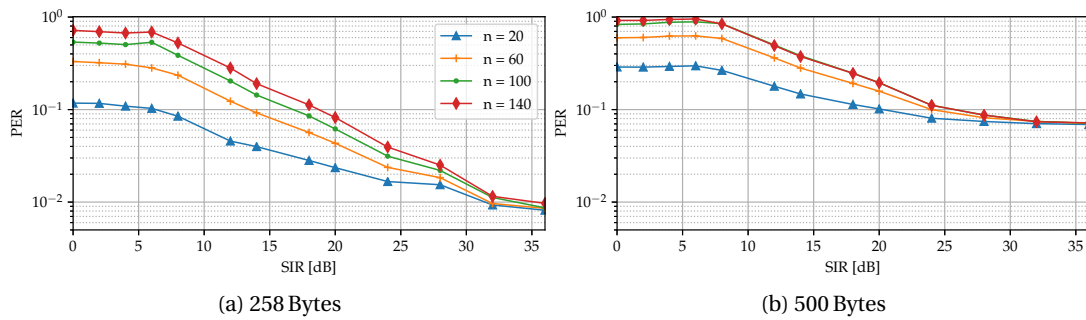 10⁰
10⁻¹
10⁻²
PER
0 5 10 15 20 25 30 35
SIR [dB]
n = 20
n = 60
n = 100
n = 140
(a) 258 Bytes
10⁰
10⁻¹
10⁻²
PER
0 5 10 15 20 25 30 35
SIR [dB]
(b) 500 Bytes